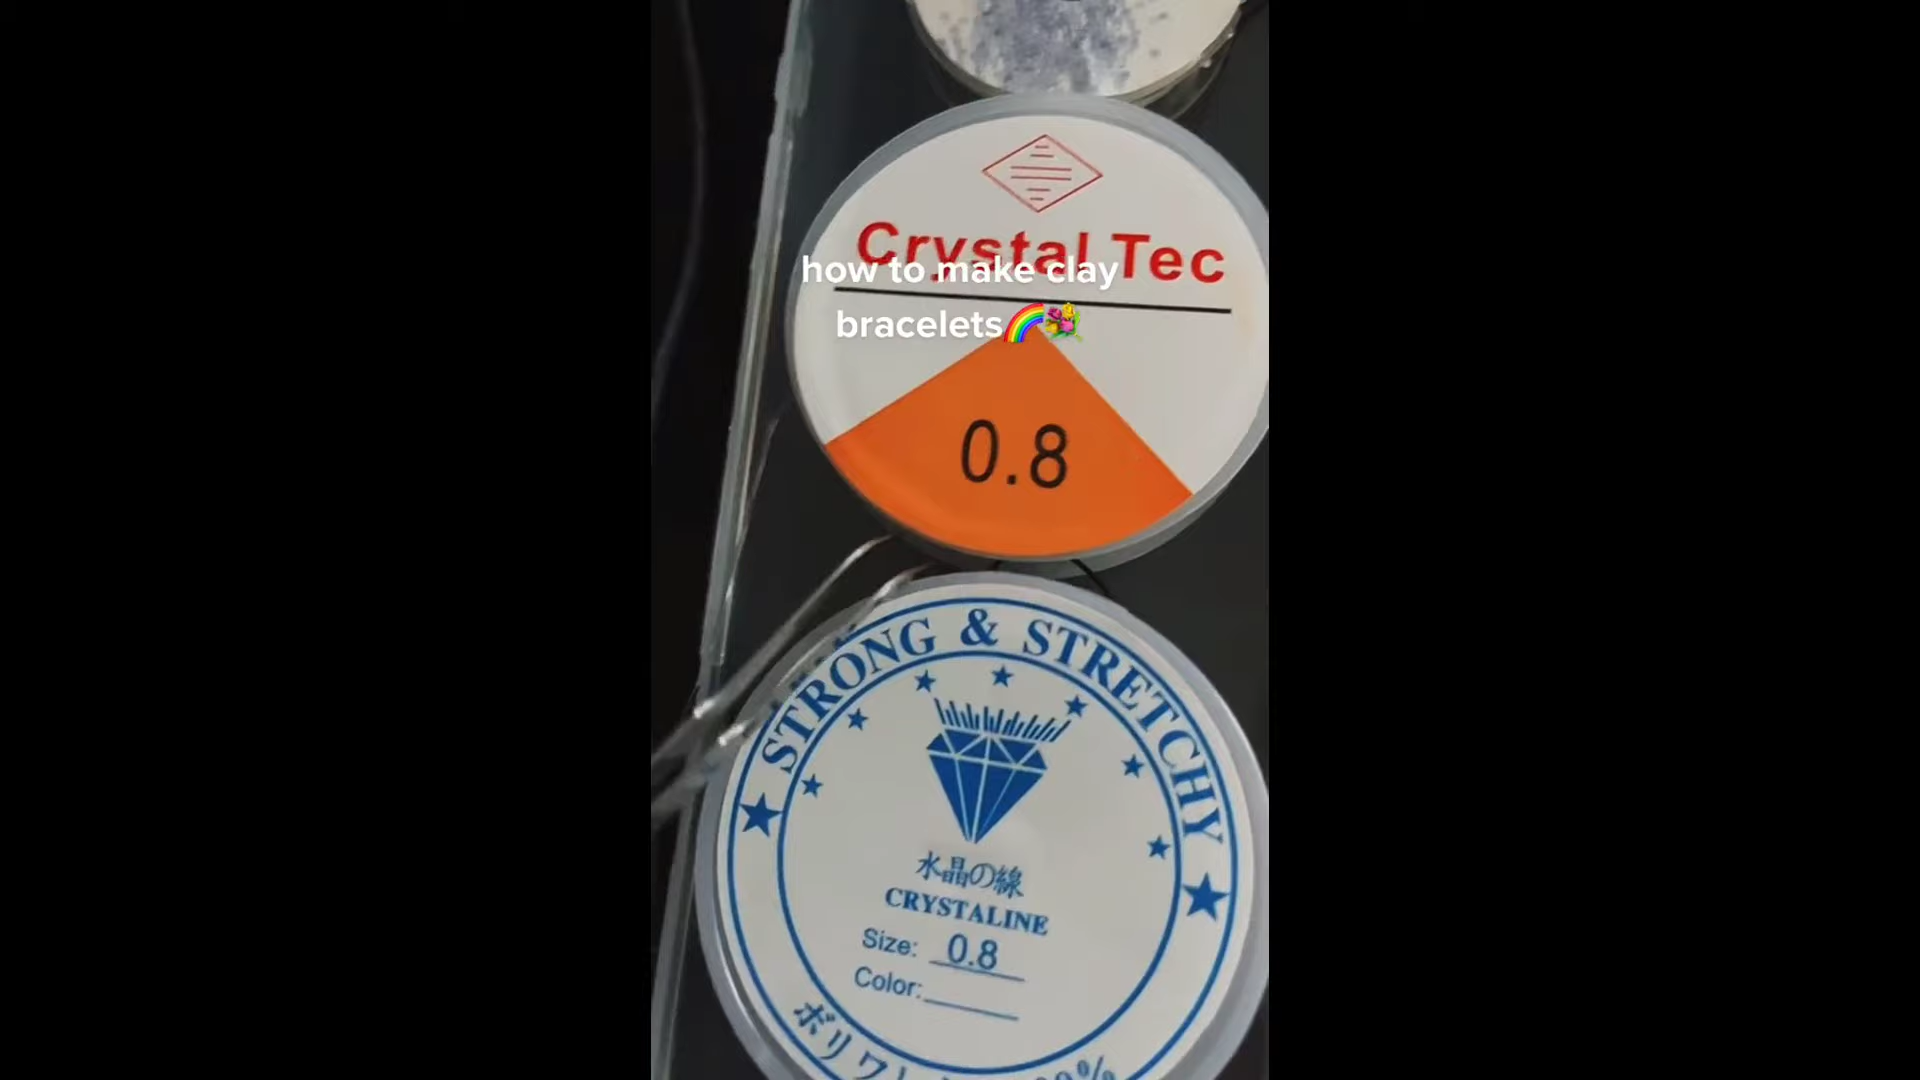 Crystal Tec
how to make clay
bracelets🌈💐
0.8
STRONG & STRETCHY
水晶の線
CRYSTALINE
Size: 0.8
Color: